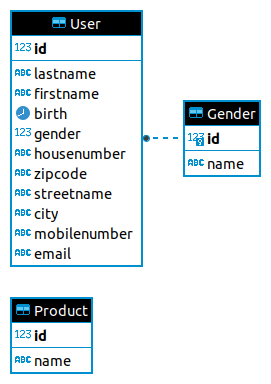 User
123 id
ABC lastname
ABC firstname
birth
123 gender
ABC housenumber
ABC zipcode
ABC streetname
ABC city
ABC mobilenumber
ABC email
Gender
123 id
ABC name
Product
123 id
ABC name